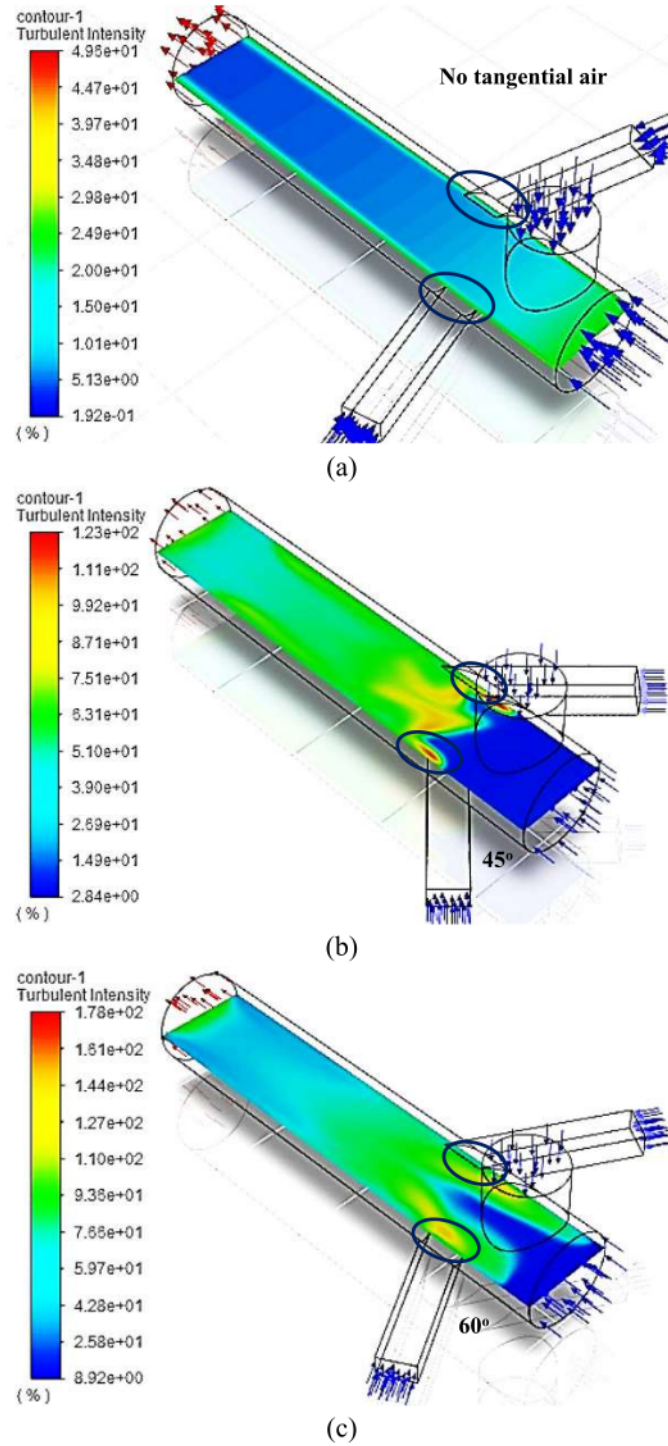 contour-1
Turbulent Intensity
4.96e+01
4.47e+01
3.97e+01
3.48e+01
2.98e+01
2.49e+01
2.00e+01
1.50e+01
1.01e+01
5.13e+00
1.92e-01
( % )
No tangential air
(a)
contour-1
Turbulent Intensity
1.23e+02
1.11e+02
9.92e+01
8.71e+01
7.51e+01
6.31e+01
5.10e+01
3.90e+01
2.69e+01
1.49e+01
2.84e+00
( % )
45°
(b)
contour-1
Turbulent Intensity
1.78e+02
1.61e+02
1.44e+02
1.27e+02
1.10e+02
9.36e+01
7.66e+01
5.97e+01
4.28e+01
2.58e+01
8.92e+00
( % )
60°
(c)